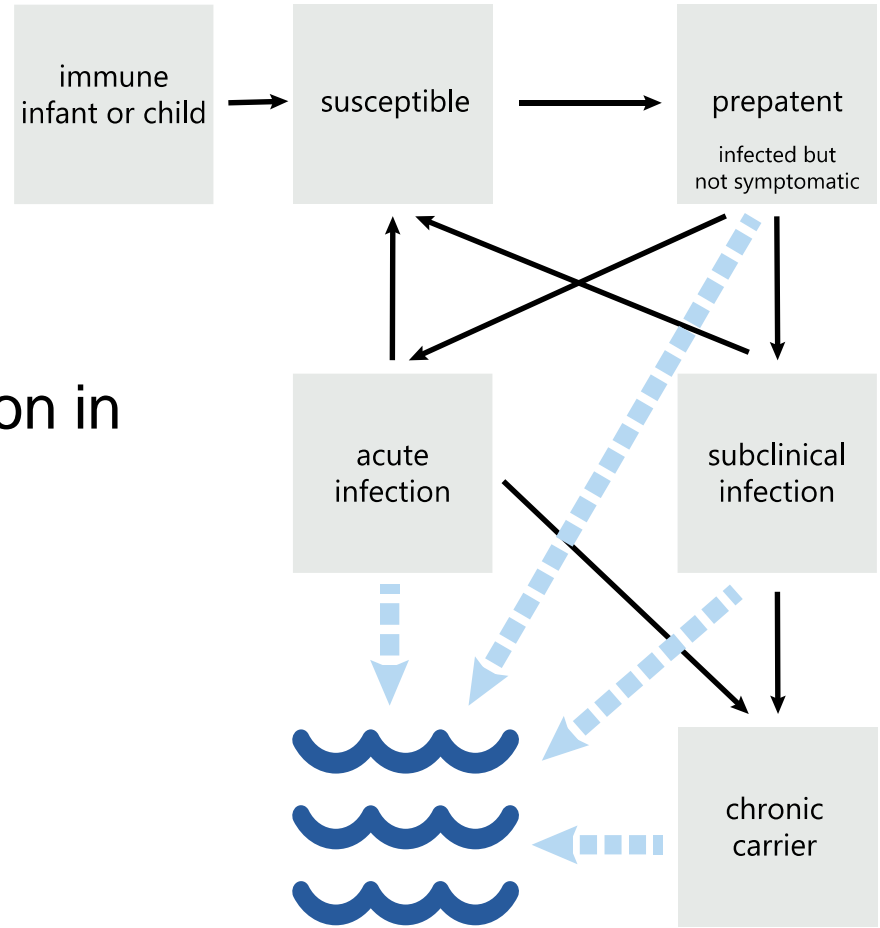 immune
infant or child
susceptible
prepatent
infected but
not symptomatic
on in
acute
infection
subclinical
infection
chronic
carrier